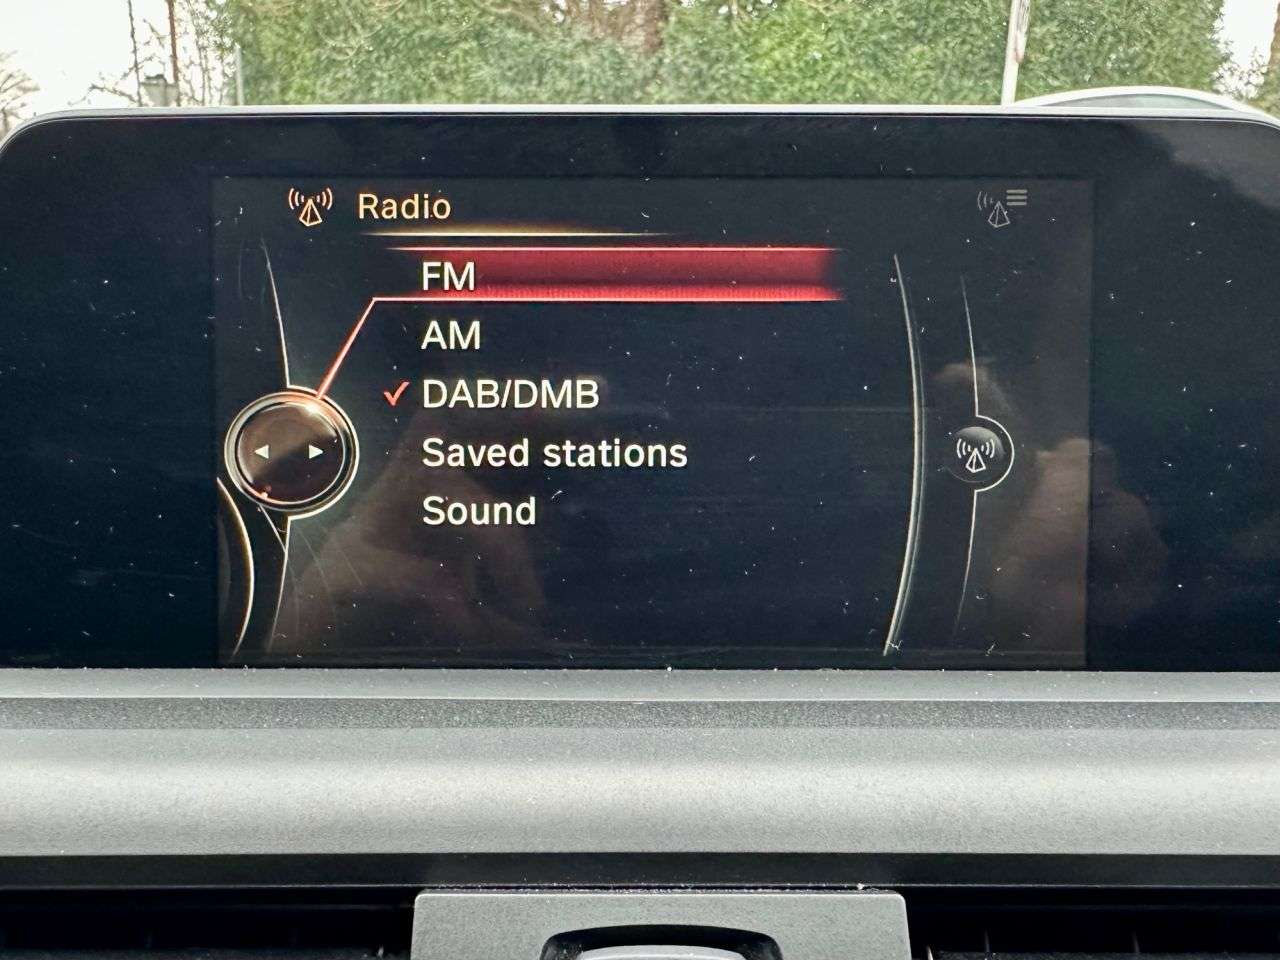 Radio
FM
AM
DAB/DMB
Saved stations
Sound